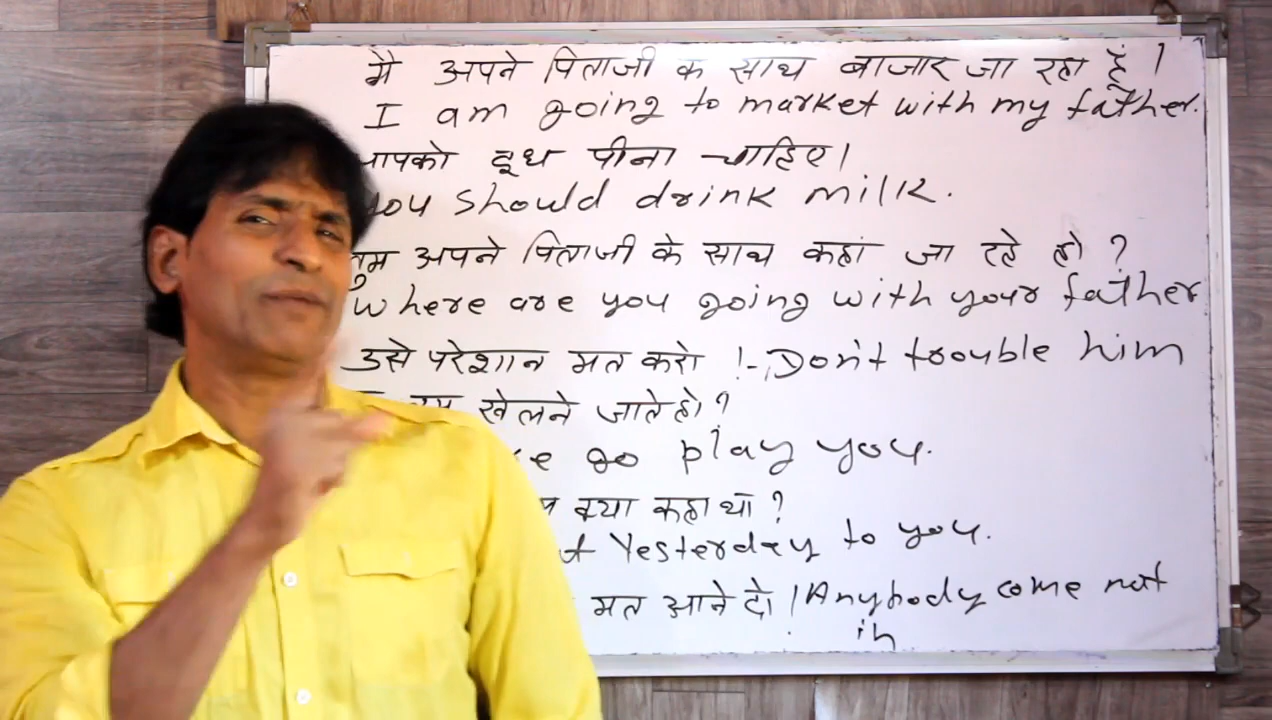 मै अपने पिताजी क साथ बाजार जा रहा हूँ ।
I am going to market with my father.
दूध पीना चाहिए।
you should drink milk.
तुम अपने पिताजी के साथ कहां जा रहे हो ?
Where are you going with your father
उसे परेशान मत करो !-, Don't trouble him
खेलने जाते हो ?
go play you.
क्या कहा था ?
Yesterday to you.
मत आने दो ! Anybody come not
in